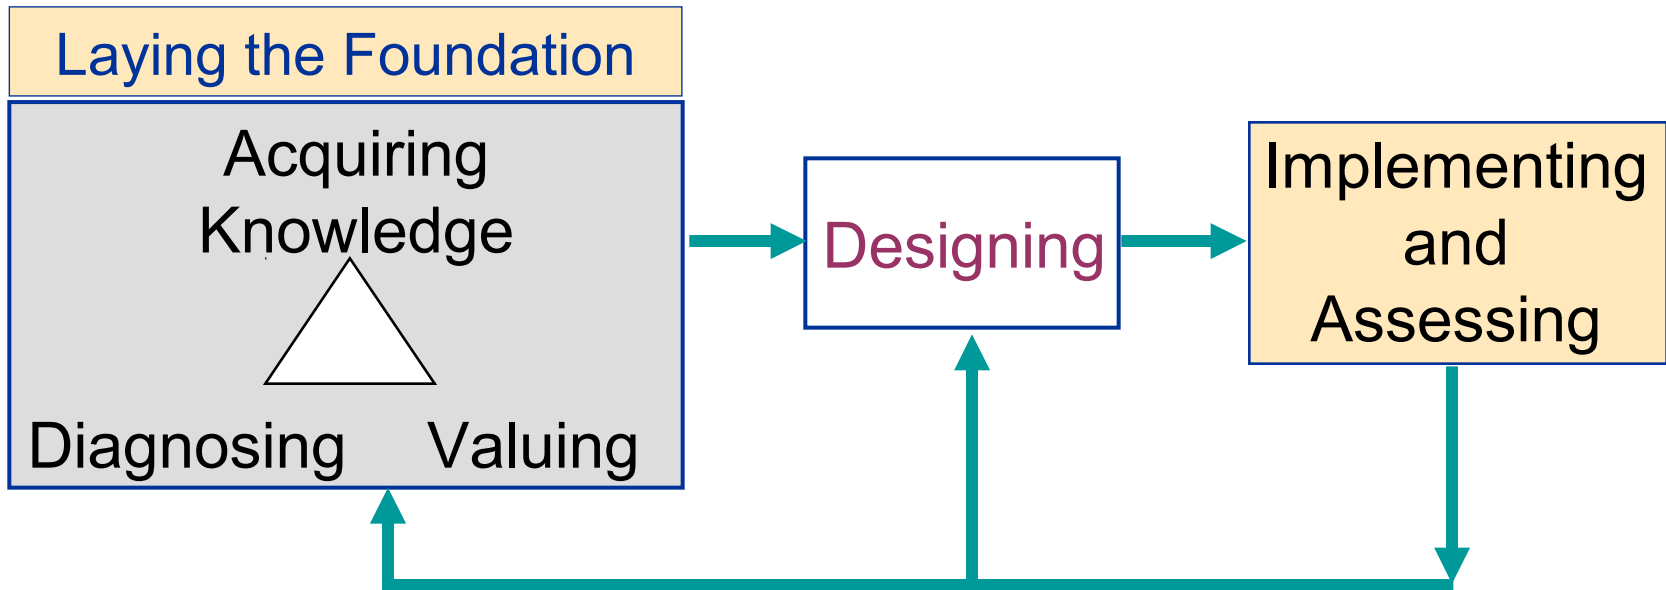 Laying the Foundation
Acquiring
Knowledge
Diagnosing Valuing
Designing
Implementing
and
Assessing